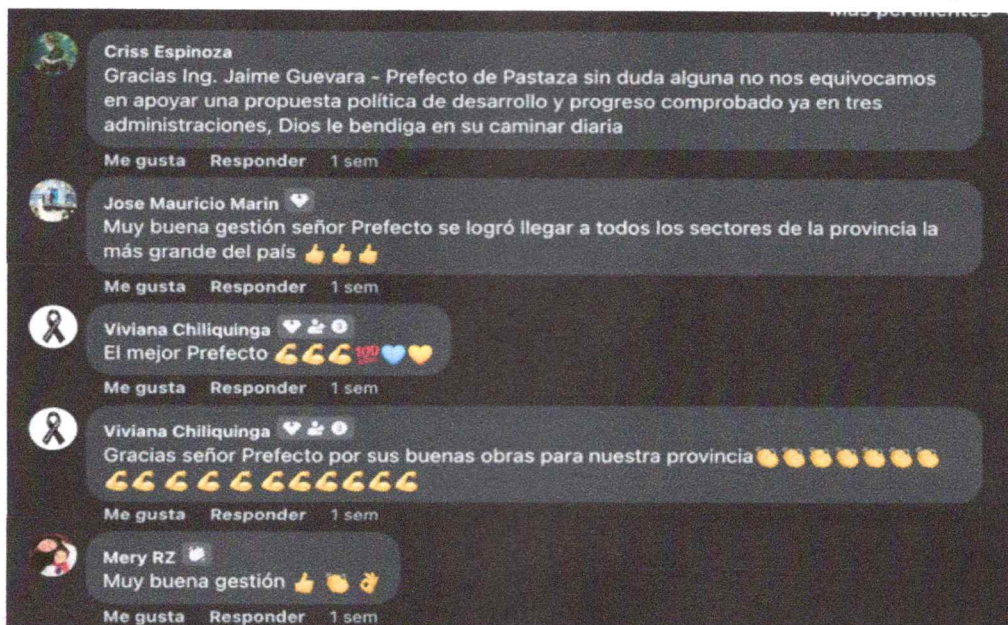 Más pertinentes
Criss Espinoza
Gracias Ing. Jaime Guevara - Prefecto de Pastaza sin duda alguna no nos equivocamos
en apoyar una propuesta política de desarrollo y progreso comprobado ya en tres
administraciones, Dios le bendiga en su caminar diaria
Me gusta Responder 1 sem
Jose Mauricio Marin
Muy buena gestión señor Prefecto se logró llegar a todos los sectores de la provincia la
más grande del país 👍👍👍
Me gusta Responder 1 sem
Viviana Chiliquinga
El mejor Prefecto 💪💪💪💯💙💛
Me gusta Responder 1 sem
Viviana Chiliquinga
Gracias señor Prefecto por sus buenas obras para nuestra provincia👏👏👏👏👏👏👏
💪💪💪💪💪💪💪💪💪💪💪
Me gusta Responder 1 sem
Mery RZ
Muy buena gestión 👍👏👌
Me gusta Responder 1 sem